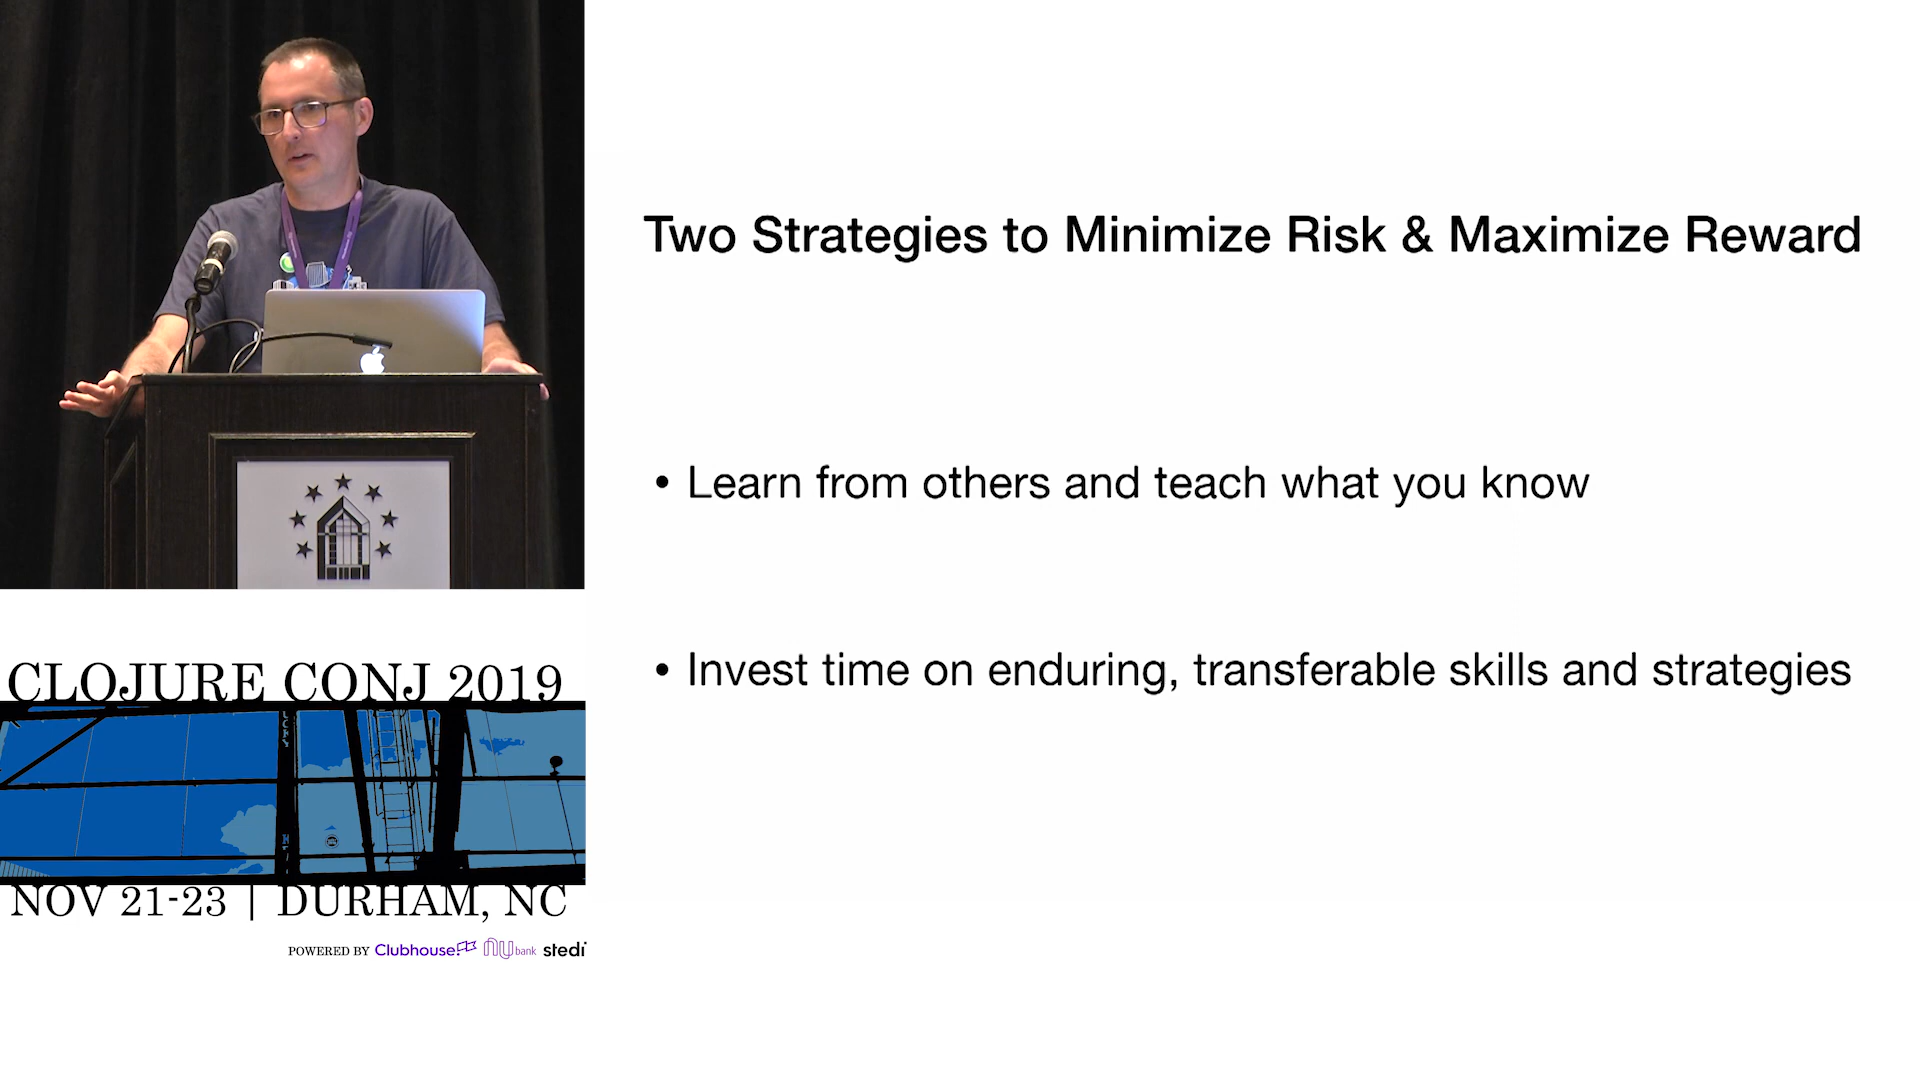 Two Strategies to Minimize Risk & Maximize Reward
• Learn from others and teach what you know
• Invest time on enduring, transferable skills and strategies
CLOJURE CONJ 2019
NOV 21-23 | DURHAM, NC
POWERED BY Clubhouse nu bank stedi